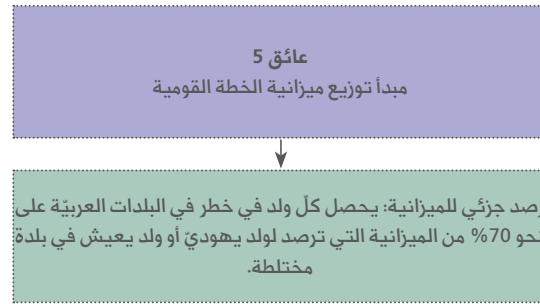 عائق 5
مبدأ توزيع ميزانية الخطة القومية
رصد جزئي للميزانية: يحصل كلّ ولد في خطر في البلدات العربيّة على
نحو 70% من الميزانية التي ترصد لولد يهوديّ أو ولد يعيش في بلدة
مختلطة.